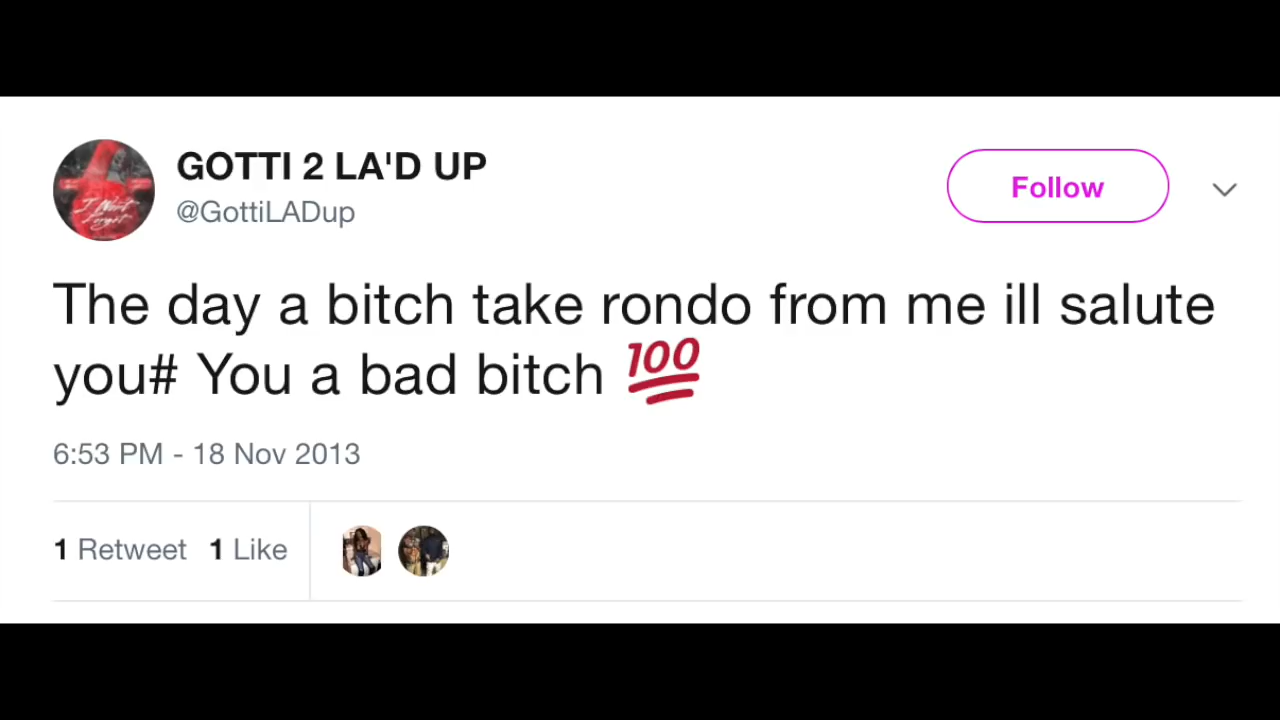 GOTTI 2 LA'D UP
@GottiLADup
Follow
The day a bitch take rondo from me ill salute
you# You a bad bitch 💯
6:53 PM - 18 Nov 2013
1 Retweet 1 Like